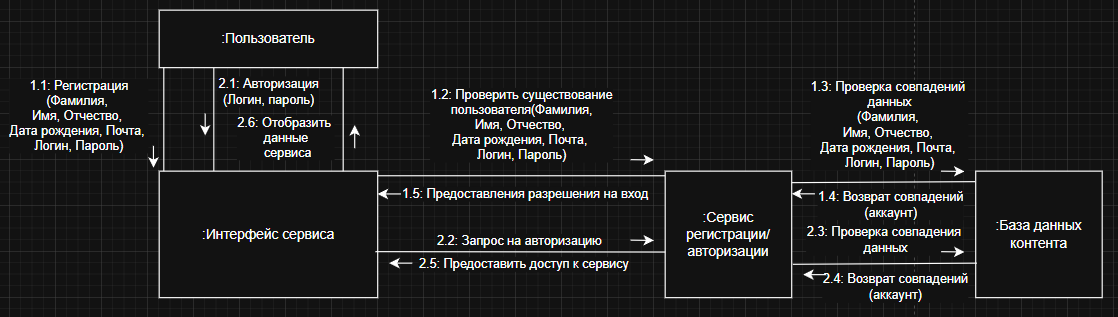 :Пользователь
1.1: Регистрация
(Фамилия,
Имя, Отчество,
Дата рождения, Почта,
Логин, Пароль)
2.1: Авторизация
(Логин, пароль)
2.6: Отобразить
данные
сервиса
1.2: Проверить существование
пользователя(Фамилия,
Имя, Отчество,
Дата рождения, Почта,
Логин, Пароль)
1.3: Проверка совпадений
данных
(Фамилия,
Имя, Отчество,
Дата рождения, Почта,
Логин, Пароль)
:Интерфейс сервиса
1.5: Предоставления разрешения на вход
2.2: Запрос на авторизацию
2.5: Предоставить доступ к сервису
:Сервис
регистрации/
авторизации
1.4: Возврат совпадений
(аккаунт)
2.3: Проверка совпадения
данных
2.4: Возврат совпадений
(аккаунт)
:База данных
контента